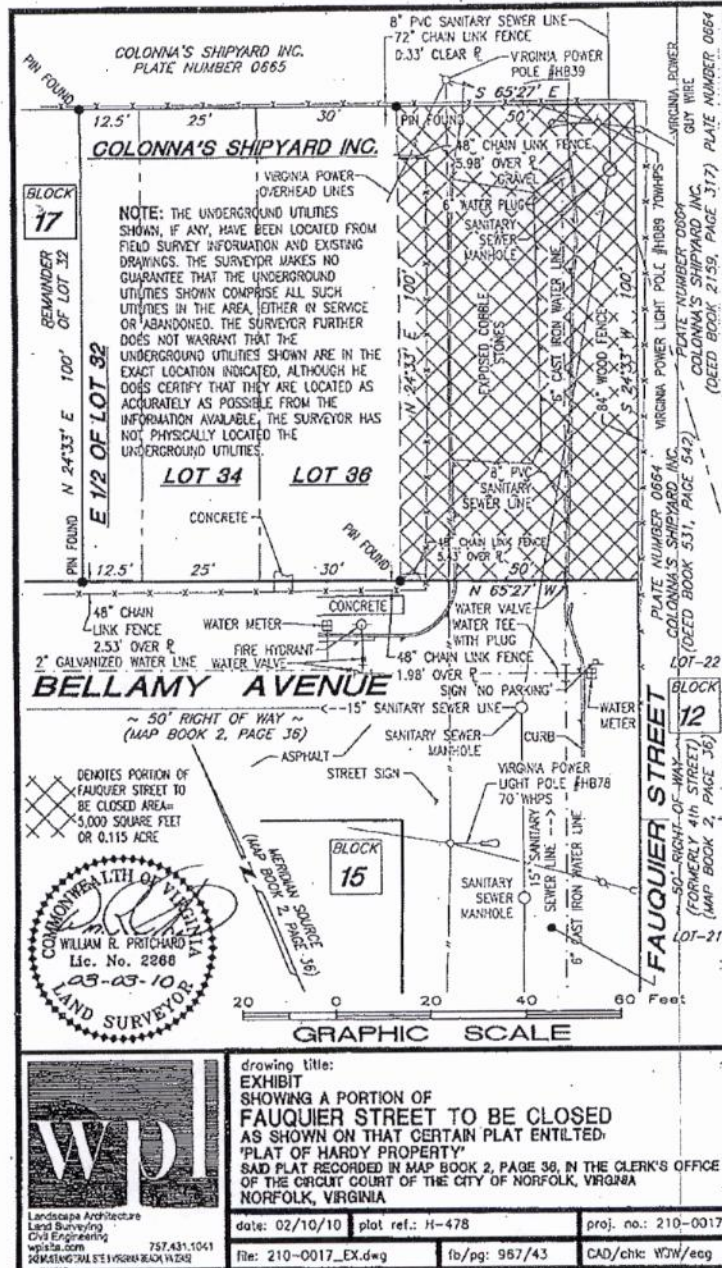 8" PVC SANITARY SEWER LINE
72" CHAIN LINK FENCE
0.33' CLEAR PL
COLONNA'S SHIPYARD INC.
PLATE NUMBER 0665
VIRGINIA POWER
POLE #HB39
PIN FOUND
S 65°27' E
12.5'
25'
30'
PIN FOUND
50'
COLONNA'S SHIPYARD INC.
48" CHAIN LINK FENCE
5.98' OVER PL
GRAVEL
VIRGINIA POWER
OVERHEAD LINES
6" WATER PLUG
SANITARY
SEWER
MANHOLE
BLOCK
17
REMAINDER
OF LOT 32
NOTE: THE UNDERGROUND UTILITIES
SHOWN, IF ANY, HAVE BEEN LOCATED FROM
FIELD SURVEY INFORMATION AND EXISTING
DRAWINGS. THE SURVEYOR MAKES NO
GUARANTEE THAT THE UNDERGROUND
UTILITIES SHOWN COMPRISE ALL SUCH
UTILITIES IN THE AREA, EITHER IN SERVICE
OR ABANDONED. THE SURVEYOR FURTHER
DOES NOT WARRANT THAT THE
UNDERGROUND UTILITIES SHOWN ARE IN THE
EXACT LOCATION INDICATED, ALTHOUGH HE
DOES CERTIFY THAT THEY ARE LOCATED AS
ACCURATELY AS POSSIBLE FROM THE
INFORMATION AVAILABLE. THE SURVEYOR HAS
NOT PHYSICALLY LOCATED THE
UNDERGROUND UTILITIES.
N 24°33' E 100'
E 1/2 OF LOT 32
LOT 34
LOT 36
N 24°33' E 100'
EXPOSED COBBLE
STONES
6" CAST IRON WATER LINE
84" WOOD FENCE
S 24°33' W 100'
VIRGINIA POWER LIGHT POLE #HB89 70WHPS
VIRGINIA POWER
GUY WIRE
PLATE NUMBER 0664
COLONNA'S SHIPYARD INC.
(DEED BOOK 2159, PAGE 317) PLATE NUMBER 0664
PLATE NUMBER 0664
COLONNA'S SHIPYARD INC.
(DEED BOOK 531, PAGE 542)
8" PVC
SANITARY
SEWER LINE
CONCRETE
PIN FOUND
PIN FOUND
48" CHAIN LINK FENCE
5.43' OVER PL
12.5'
25'
30'
50'
N 65°27' W
48" CHAIN
LINK FENCE
2.53' OVER PL
WATER METER
CONCRETE
FIRE HYDRANT
WATER VALVE
WATER VALVE
WATER TEE
WITH PLUG
2" GALVANIZED WATER LINE
48" CHAIN LINK FENCE
1.98' OVER PL
SIGN 'NO PARKING'
LOT-22
BLOCK
12
BELLAMY AVENUE
~ 50' RIGHT OF WAY ~
(MAP BOOK 2, PAGE 36)
15" SANITARY SEWER LINE
WATER
METER
SANITARY SEWER
MANHOLE
CURB
ASPHALT
STREET SIGN
VIRGINIA POWER
LIGHT POLE #HB78
70 WHPS
DENOTES PORTION OF
FAUQUIER STREET TO
BE CLOSED AREA=
5,000 SQUARE FEET
OR 0.115 ACRE
BLOCK
15
MERIDIAN SOURCE
(MAP BOOK 2, PAGE 36)
15" SANITARY
SEWER LINE
6" CAST IRON WATER LINE
SANITARY
SEWER
MANHOLE
FAUQUIER STREET
~ 50' RIGHT-OF-WAY ~
(FORMERLY 4th STREET)
(MAP BOOK 2, PAGE 36)
LOT-21
COMMONWEALTH OF VIRGINIA
WILLIAM R. PRITCHARD
Lic. No. 2268
03-03-10
LAND SURVEYOR
20 0 20 40 60 Feet
GRAPHIC SCALE
wpl
Landscape Architecture
Land Surveying
Civil Engineering
wplsite.com 757.431.1041
drawing title:
EXHIBIT
SHOWING A PORTION OF
FAUQUIER STREET TO BE CLOSED
AS SHOWN ON THAT CERTAIN PLAT ENTILTED:
'PLAT OF HARDY PROPERTY'
SAID PLAT RECORDED IN MAP BOOK 2, PAGE 36, IN THE CLERK'S OFFICE
OF THE CIRCUIT COURT OF THE CITY OF NORFOLK, VIRGINIA
NORFOLK, VIRGINIA
date: 02/10/10
plat ref.: H-478
proj. no.: 210-0017
file: 210-0017_EX.dwg
fb/pg: 967/43
CAD/chk: WJW/ecg